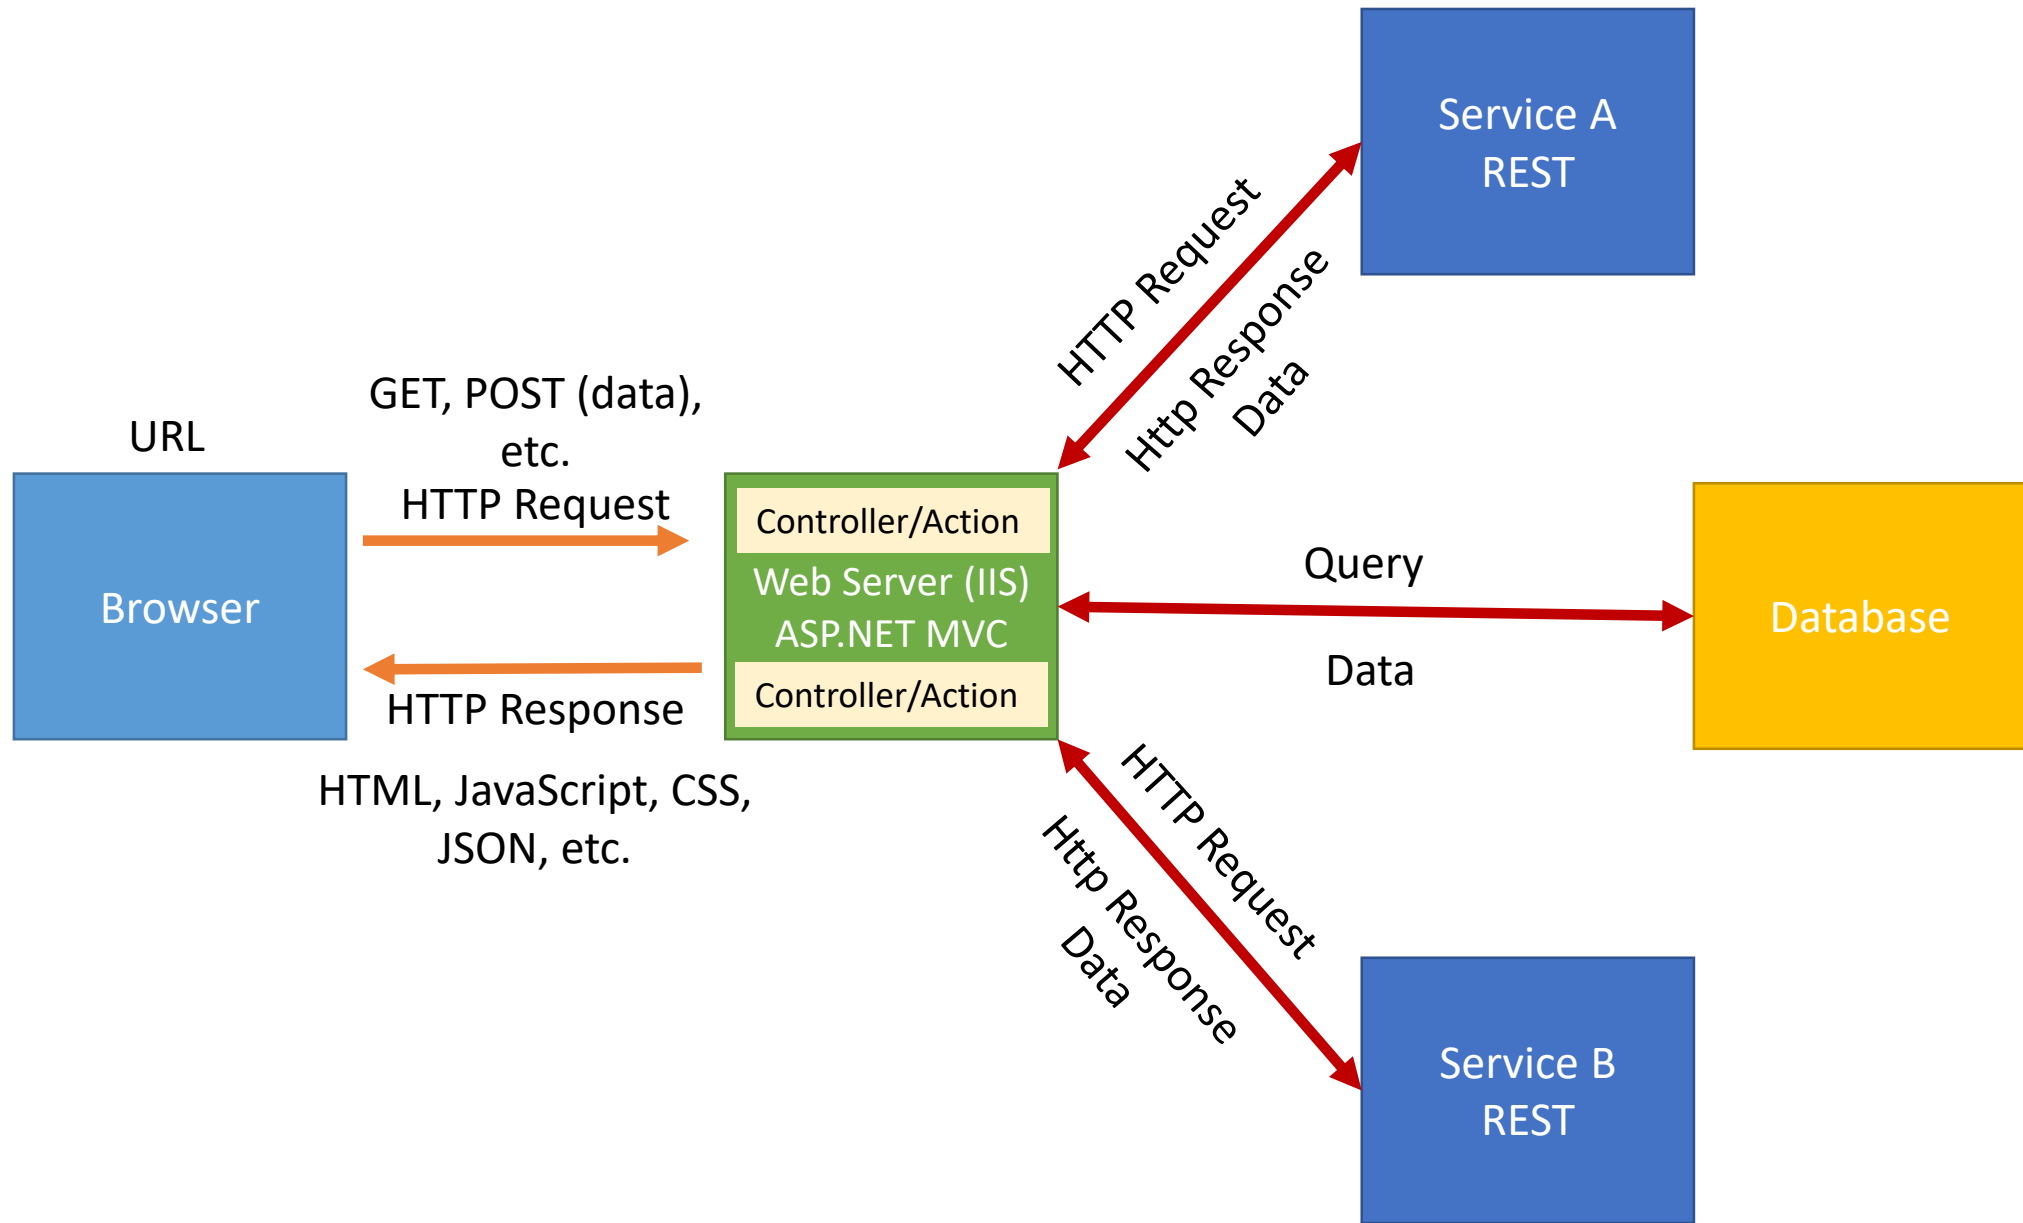 Service A
REST
HTTP Request
Http Response
Data
GET, POST (data),
etc.
URL
HTTP Request
Browser
HTTP Response
HTML, JavaScript, CSS,
JSON, etc.
Controller/Action
Web Server (IIS)
ASP.NET MVC
Controller/Action
Query
Data
Database
HTTP Request
Http Response
Data
Service B
REST